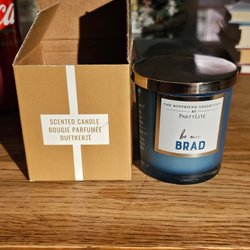 SCENTED CANDLE
BOUGIE PARFUMÉE
DUFTKERZE
THE BOYFRIEND COLLECTION
BY
PARTYLITE
be my
BRAD